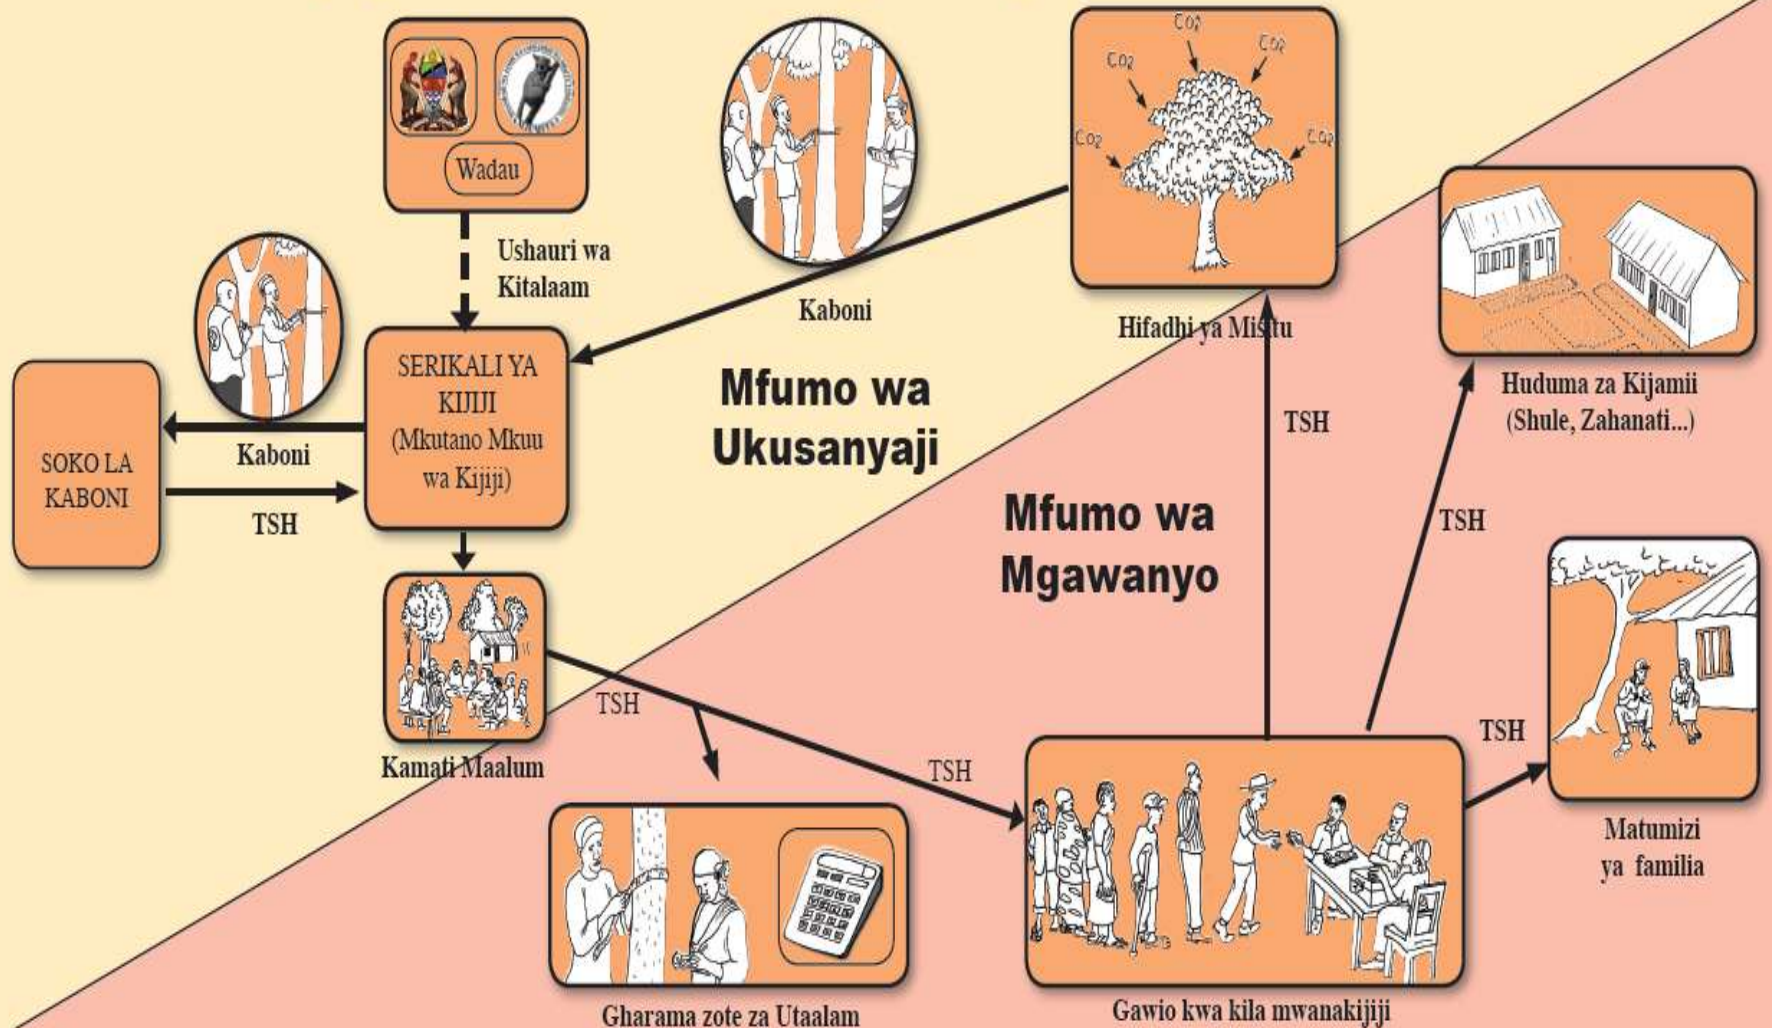 CO2
CO2
CO2
CO2
CO2
CO2
Wadau
Ushauri wa
Kitalaam
Kaboni
Hifadhi ya Misitu
SERIKALI YA
KIJIJI
(Mkutano Mkuu
wa Kijiji)
Mfumo wa
Ukusanyaji
Huduma za Kijamii
(Shule, Zahanati...)
TSH
SOKO LA
KABONI
Kaboni
TSH
Mfumo wa
Mgawanyo
TSH
Kamati Maalum
TSH
TSH
TSH
Matumizi
ya familia
Gharama zote za Utaalam
Gawio kwa kila mwanakijiji